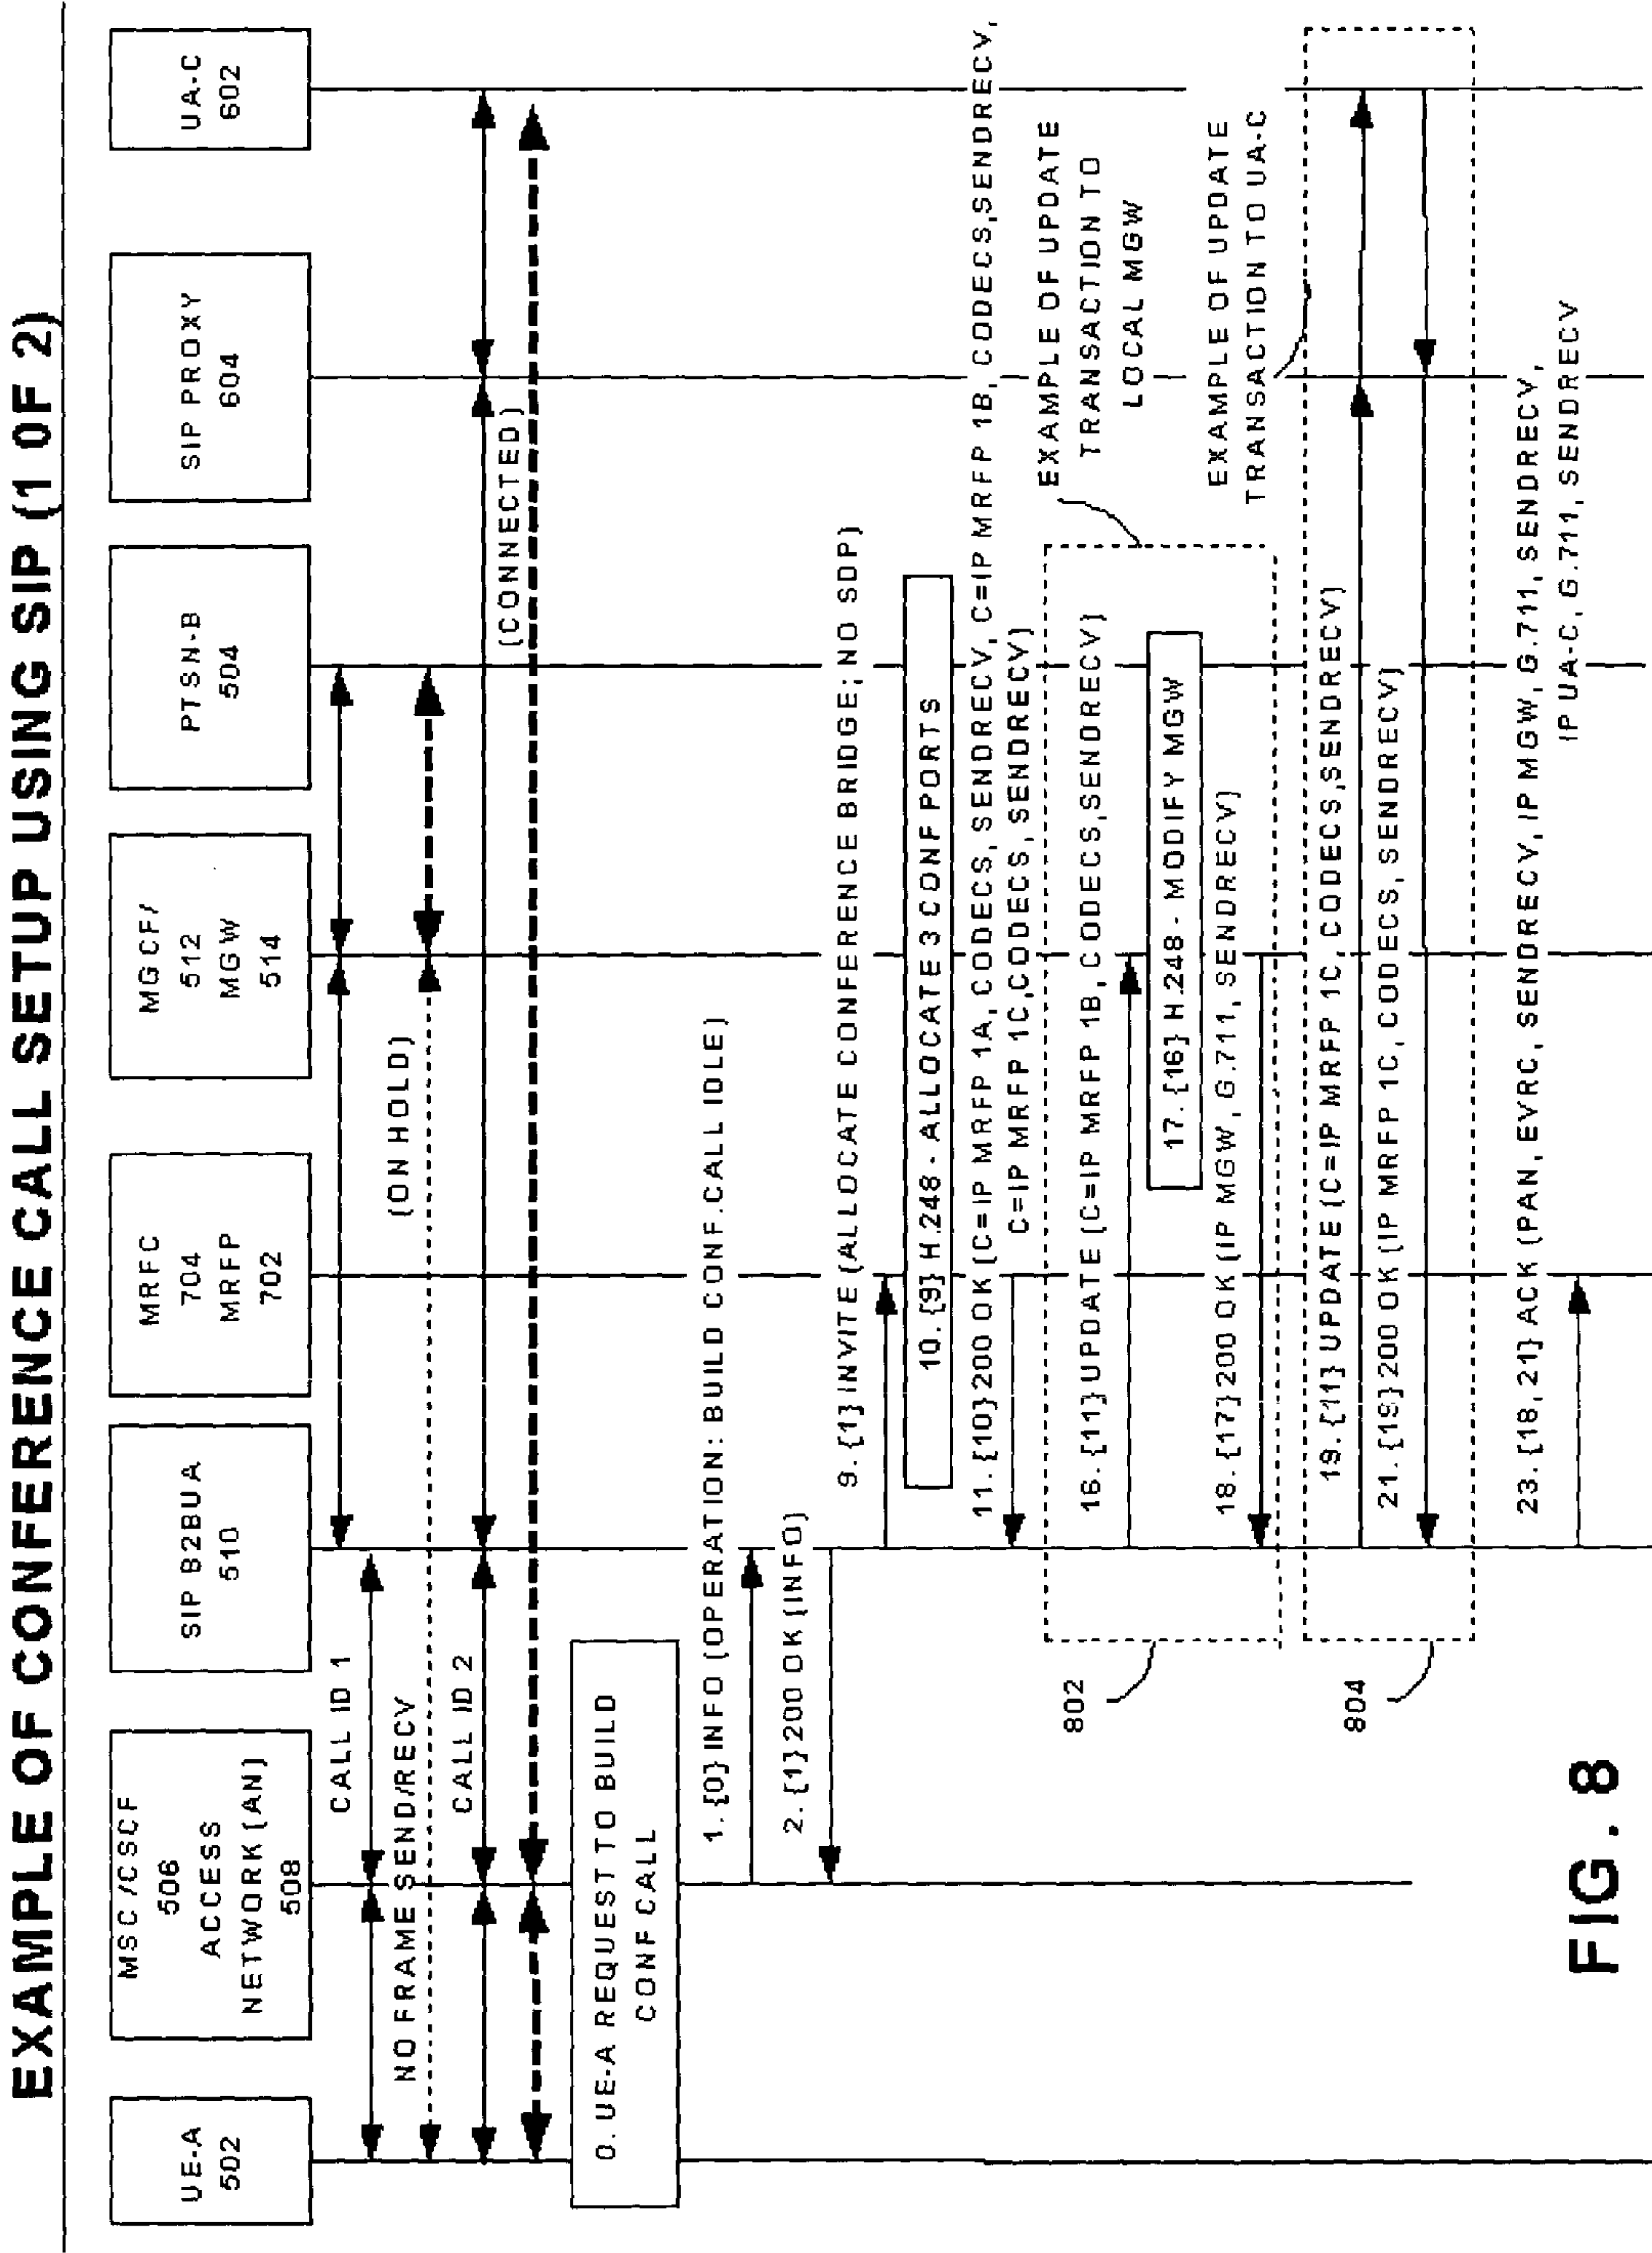 EXAMPLE OF CONFERENCE CALL SETUP USING SIP (1 OF 2)
UE-A
502
MSC/CSCF
506
ACCESS
NETWORK (AN)
508
SIP B2BUA
510
MRFC
704
MRFP
702
MGCF/
512
MGW
514
PTSN-B
504
SIP PROXY
604
UA-C
602
CALL ID 1
NO FRAME SEND/RECV
(ON HOLD)
CALL ID 2
(CONNECTED)
0. UE-A REQUEST TO BUILD
CONF CALL
1. {0} INFO (OPERATION: BUILD CONF.CALL IDLE)
2. {1} 200 OK (INFO)
9. {1} INVITE (ALLOCATE CONFERENCE BRIDGE; NO SDP)
10. {9} H.248 - ALLOCATE 3 CONF PORTS
11. {10} 200 OK (C=IP MRFP 1A, CODECS, SENDRECV, C=IP MRFP 1B, CODECS,SENDRECV,
C=IP MRFP 1C,CODECS, SENDRECV)
EXAMPLE OF UPDATE
TRANSACTION TO
LOCAL MGW
16. {11} UPDATE (C=IP MRFP 1B, CODECS,SENDRECV)
17. {16} H.248 - MODIFY MGW
18. {17} 200 OK (IP MGW, G.711, SENDRECV)
802
EXAMPLE OF UPDATE
TRANSACTION TO UA-C
19. {11} UPDATE (C=IP MRFP 1C, CODECS,SENDRECV)
21. {19} 200 OK (IP MRFP 1C, CODECS, SENDRECV)
804
23. {18, 21} ACK (PAN, EVRC, SENDRECV, IP MGW, G.711, SENDRECV,
IP UA-C, G.711, SENDRECV
FIG. 8